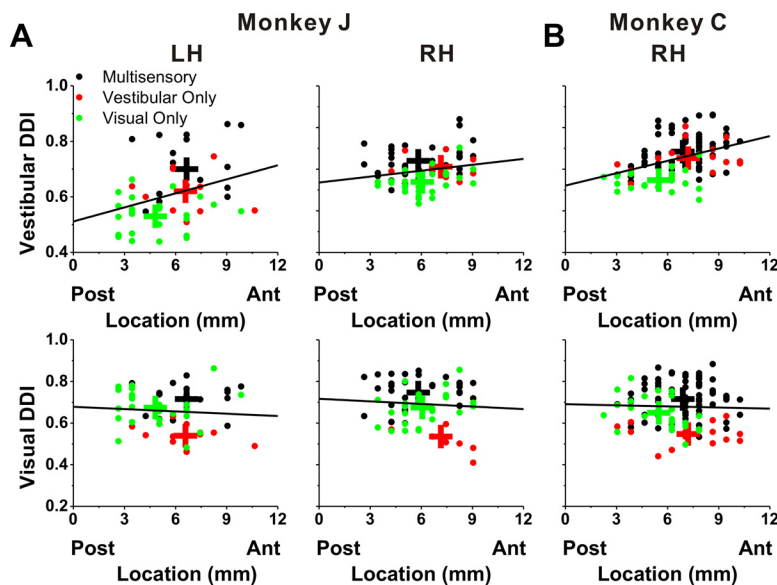 A
Monkey J
B
Monkey C
LH
RH
RH
Multisensory
Vestibular Only
Visual Only
Vestibular DDI
1.0
0.8
0.6
0.4
0 3 6 9 12
0 3 6 9 12
0 3 6 9 12
Post Ant
Post Ant
Post Ant
Location (mm)
Location (mm)
Location (mm)
Visual DDI
1.0
0.8
0.6
0.4
0.2
0 3 6 9 12
0 3 6 9 12
0 3 6 9 12
Post Ant
Post Ant
Post Ant
Location (mm)
Location (mm)
Location (mm)